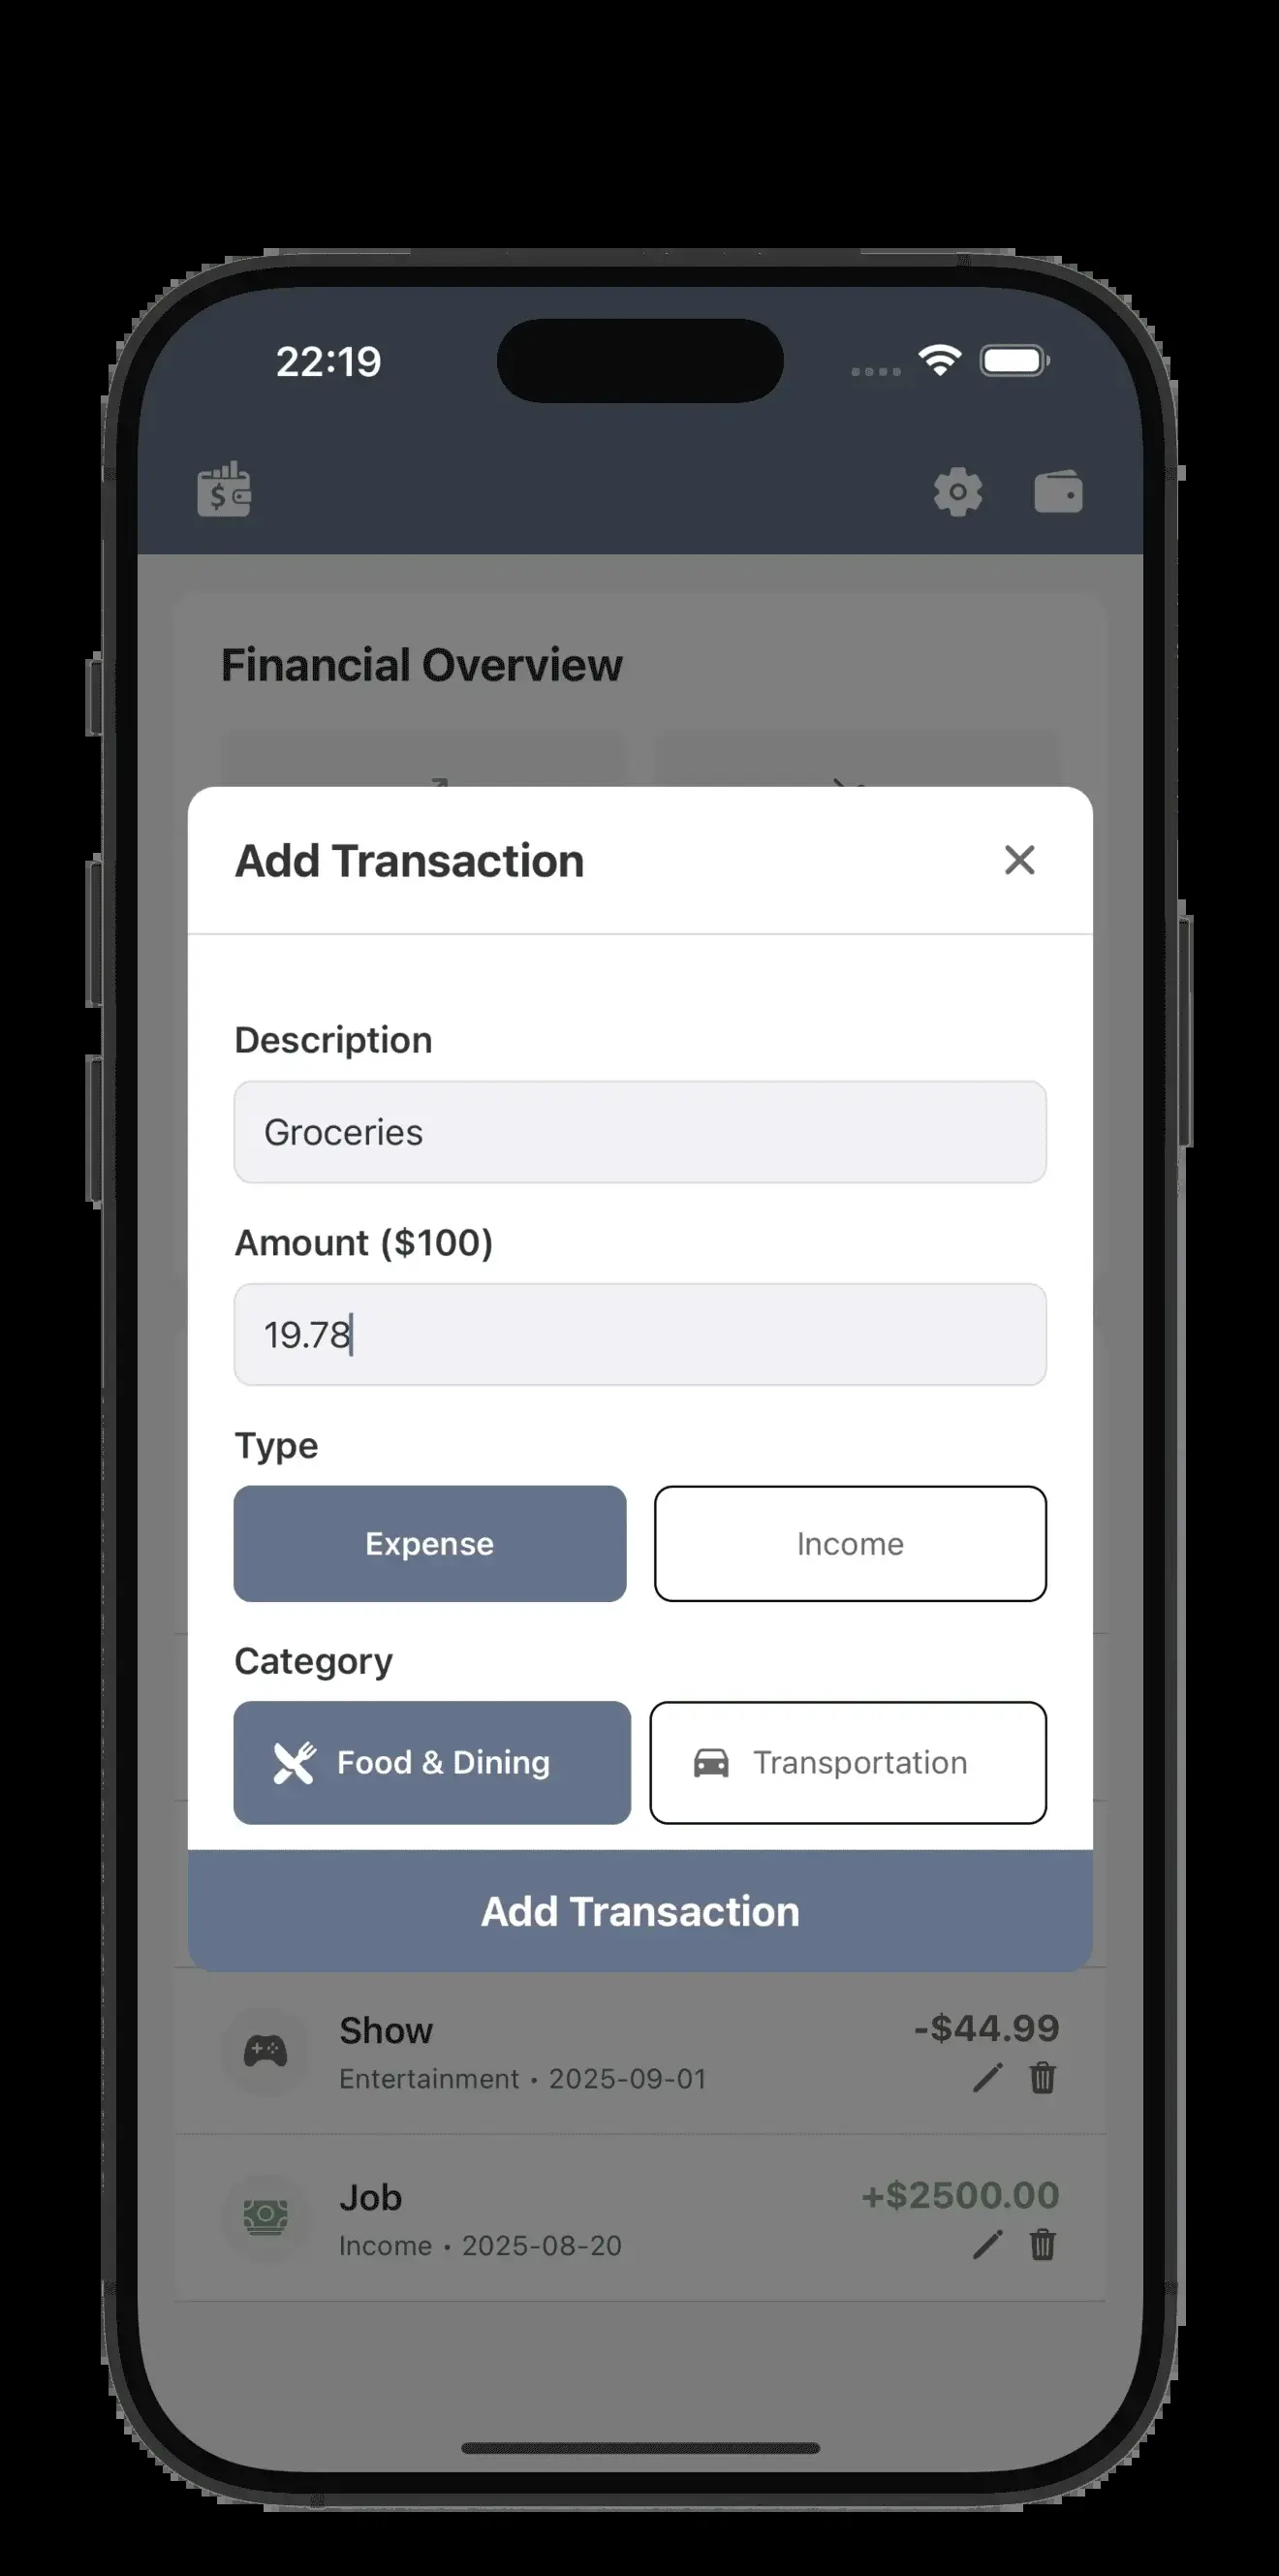 22:19
$
Financial Overview
Add Transaction
Description
Groceries
Amount ($100)
19.78
Type
Expense
Income
Category
Food & Dining
Transportation
Add Transaction
Show
-$44.99
Entertainment • 2025-09-01
Job
+$2500.00
Income • 2025-08-20